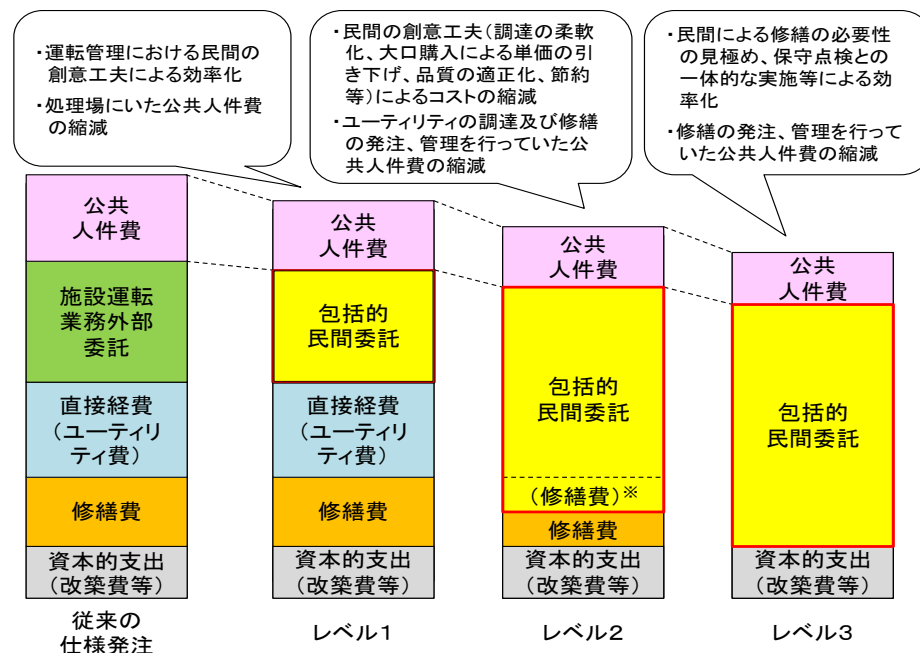 ・運転管理における民間の
創意工夫による効率化
・処理場にいた公共人件費
の縮減
・民間の創意工夫(調達の柔軟
化、大口購入による単価の引
き下げ、品質の適正化、節約
等)によるコストの縮減
・ユーティリティの調達及び修繕
の発注、管理を行っていた公
共人件費の縮減
・民間による修繕の必要性
の見極め、保守点検との
一体的な実施等による効
率化
・修繕の発注、管理を行って
いた公共人件費の縮減
公共
人件費
施設運転
業務外部
委託
直接経費
(ユーティリ
ティ費)
修繕費
資本的支出
(改築費等)
従来の
仕様発注
公共
人件費
包括的
民間委託
直接経費
(ユーティリ
ティ費)
修繕費
資本的支出
(改築費等)
レベル1
公共
人件費
包括的
民間委託
(修繕費)※
修繕費
資本的支出
(改築費等)
レベル2
公共
人件費
包括的
民間委託
資本的支出
(改築費等)
レベル3